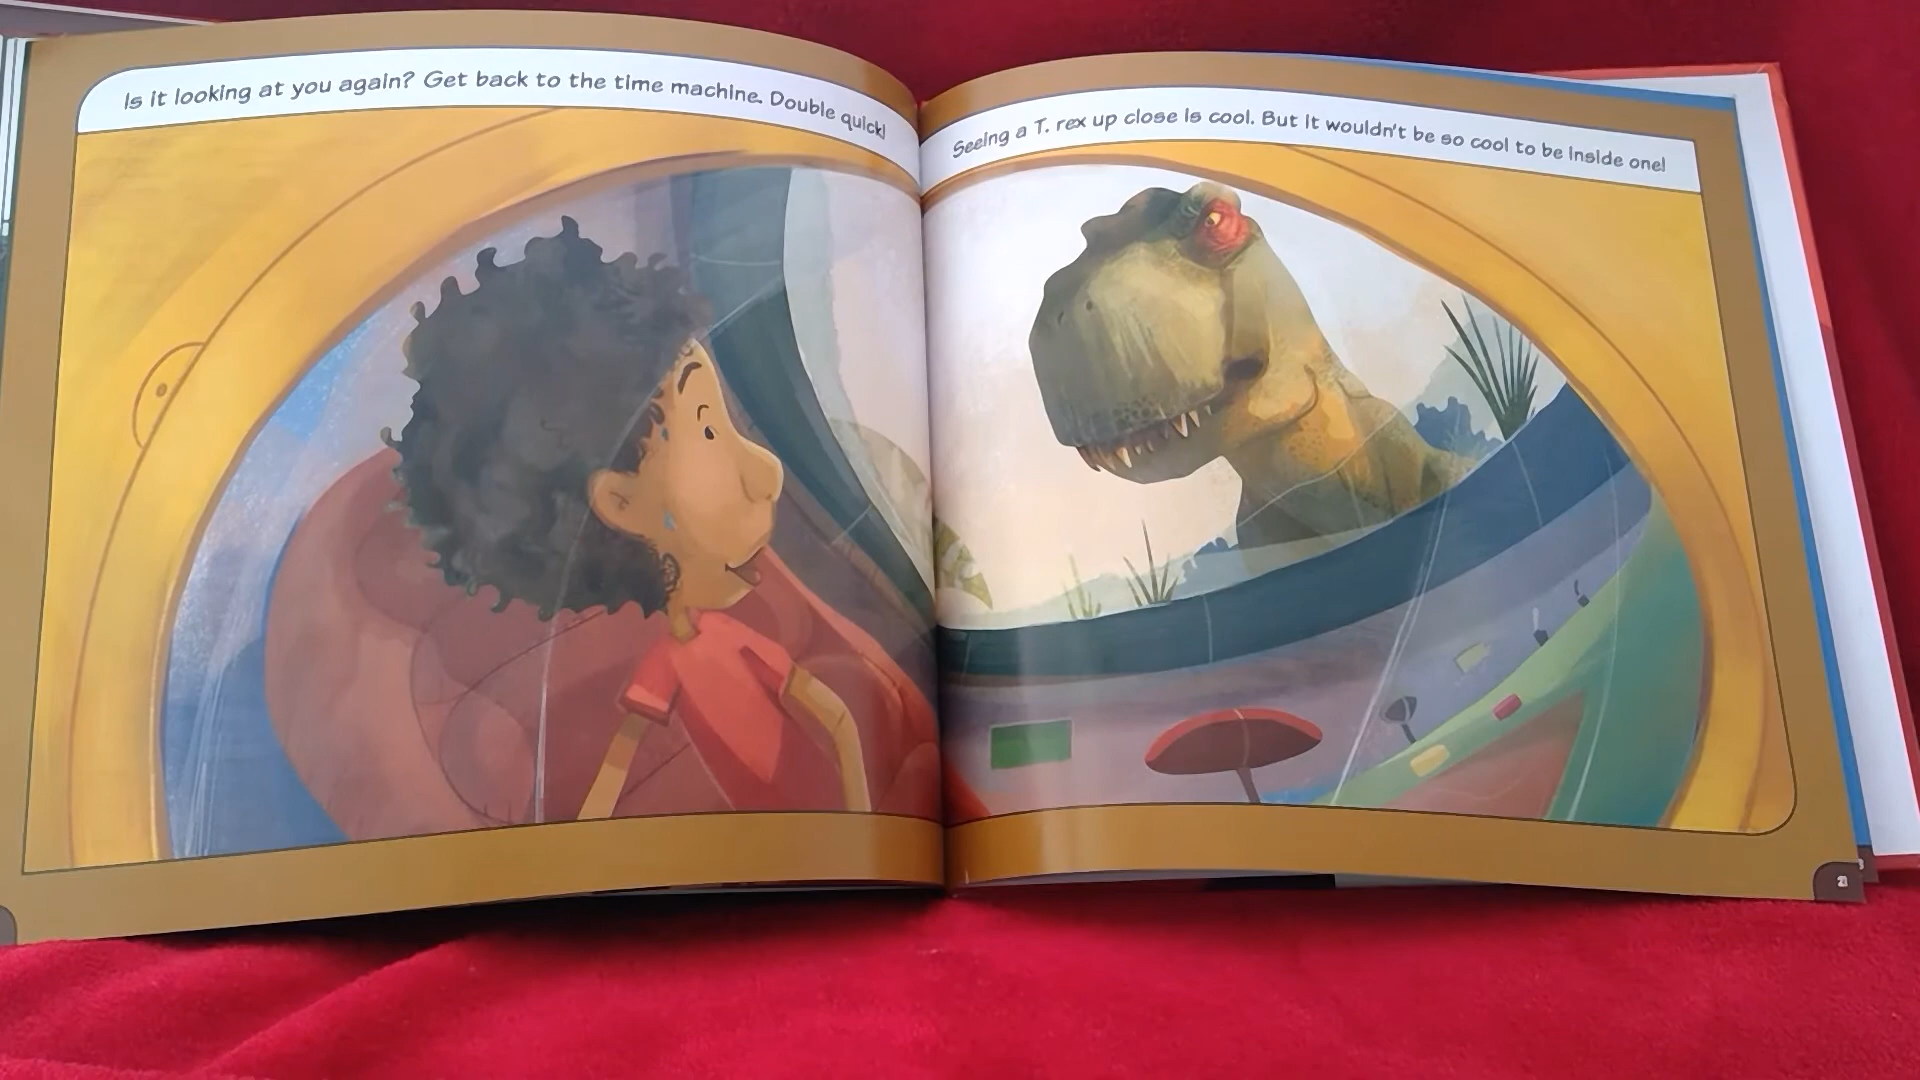 Is it looking at you again? Get back to the time machine. Double quick!
Seeing a T. rex up close is cool. But it wouldn't be so cool to be inside one!
21